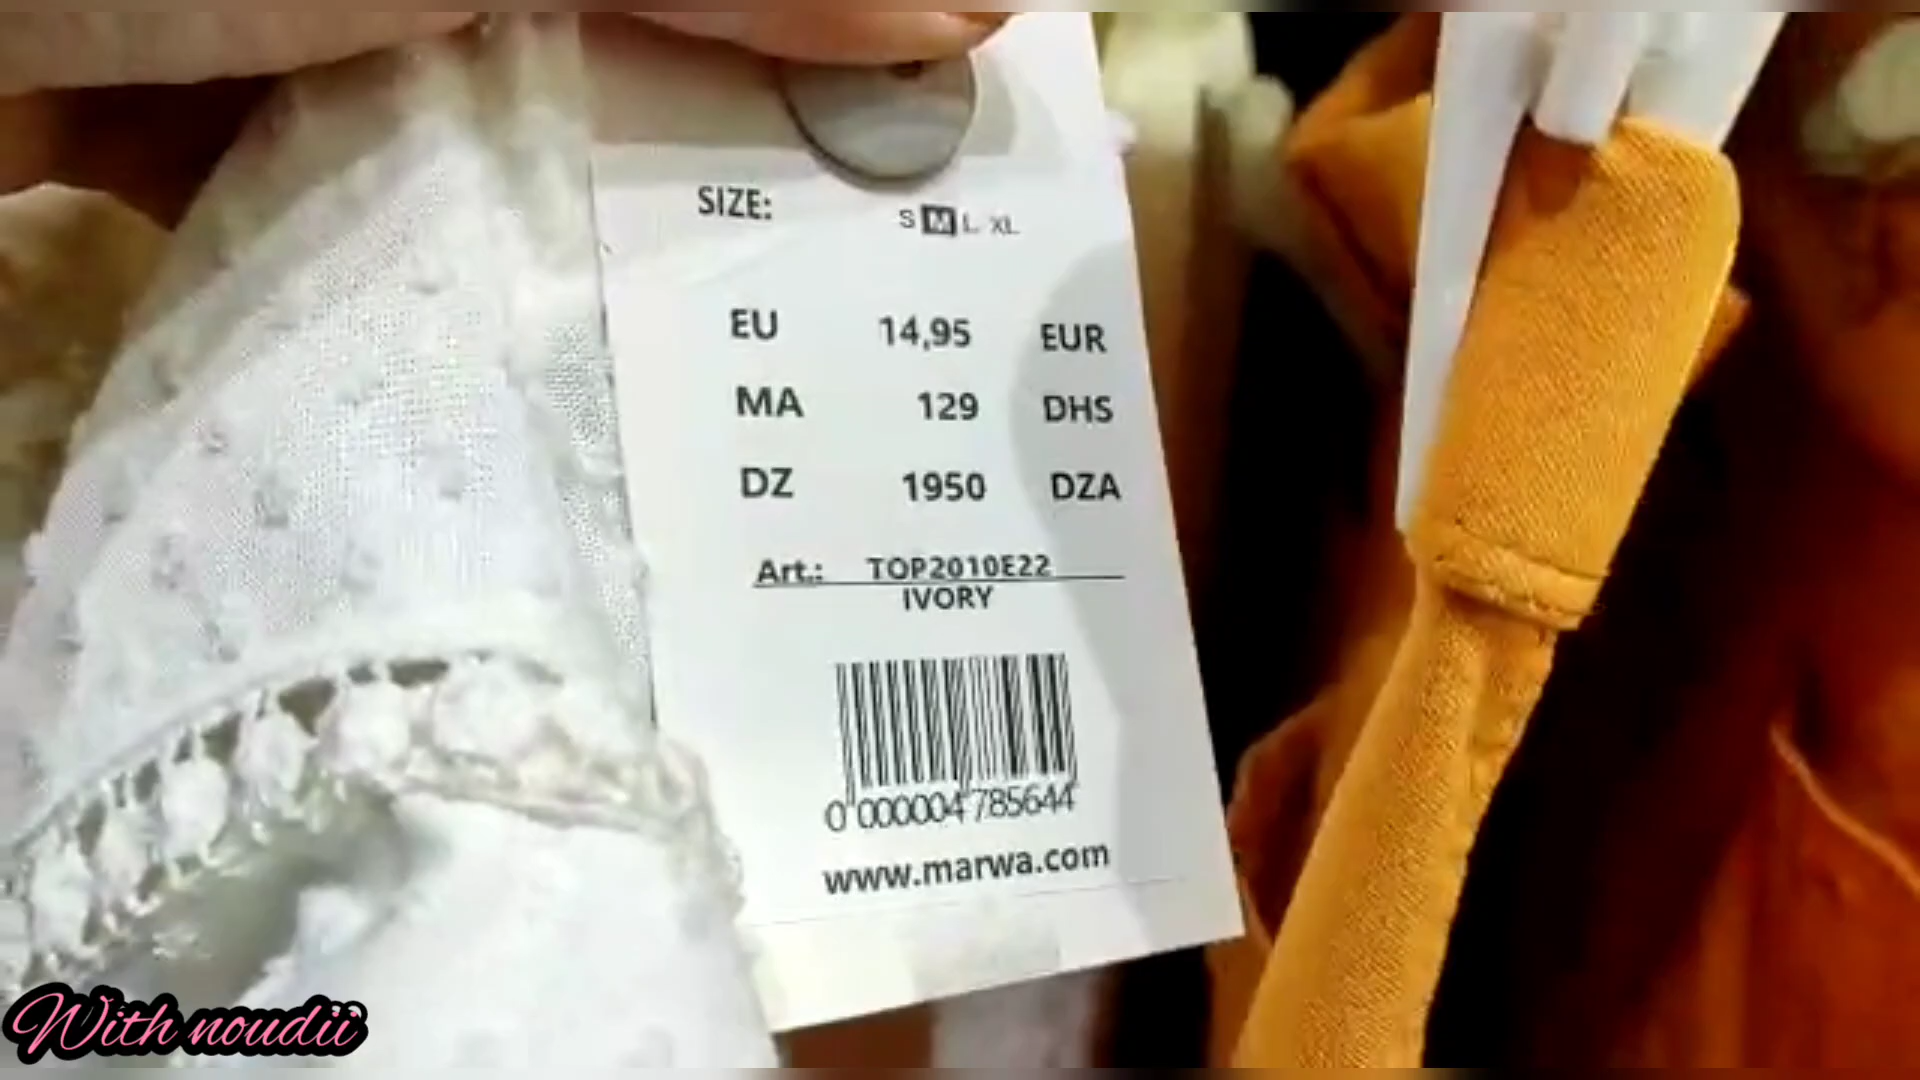 SIZE: S M L XL
EU 14,95 EUR
MA 129 DHS
DZ 1950 DZA
Art.: TOP2010E22
IVORY
0 000004 785644
www.marwa.com
With noudii